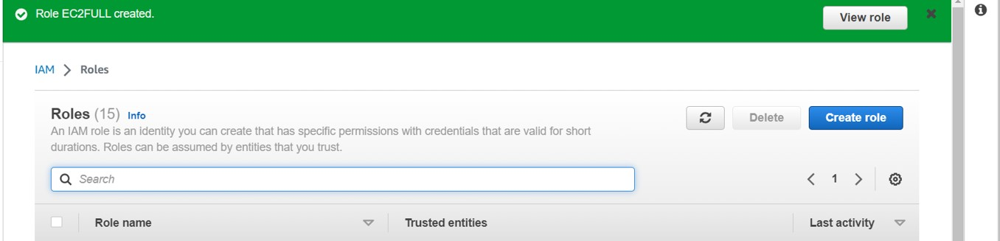 Role EC2FULL created.
View role
IAM > Roles
Roles (15) Info
Delete
Create role
An IAM role is an identity you can create that has specific permissions with credentials that are valid for short
durations. Roles can be assumed by entities that you trust.
Search
1
Role name
Trusted entities
Last activity